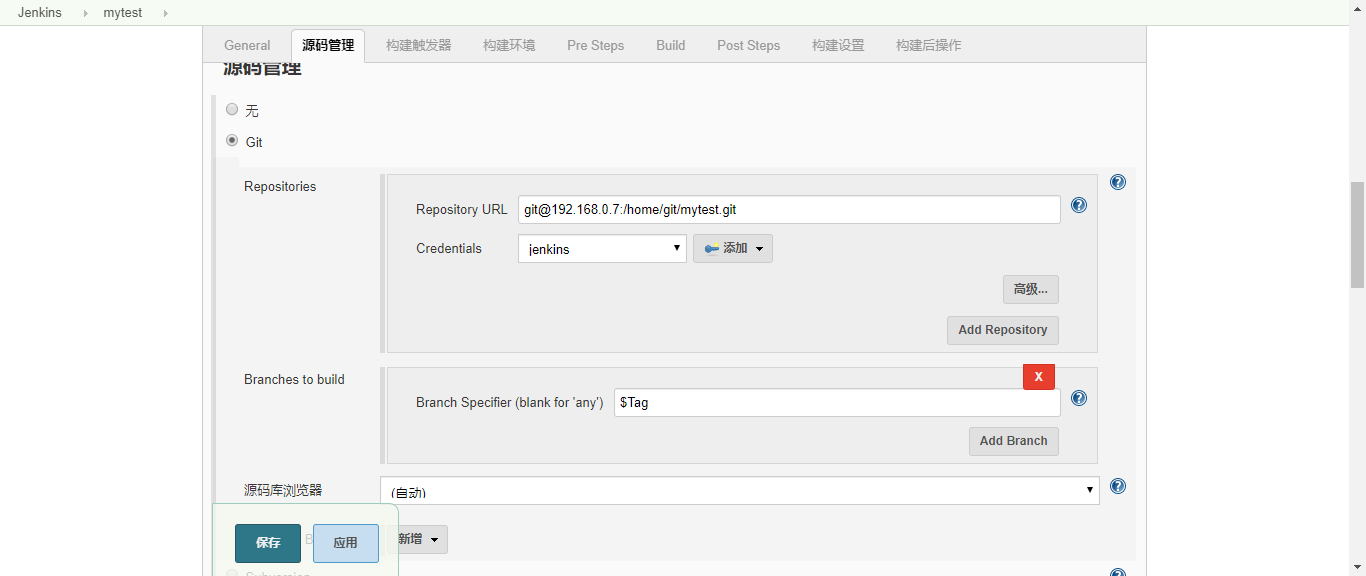 Jenkins mytest
General 源码管理 构建触发器 构建环境 Pre Steps Build Post Steps 构建设置 构建后操作
源码管理
无
Git
Repositories
Repository URL git@192.168.0.7:/home/git/mytest.git
Credentials jenkins 添加
高级...
Add Repository
Branches to build
X
Branch Specifier (blank for 'any') $Tag
Add Branch
源码库浏览器 (自动)
保存 应用 新增
Subversion